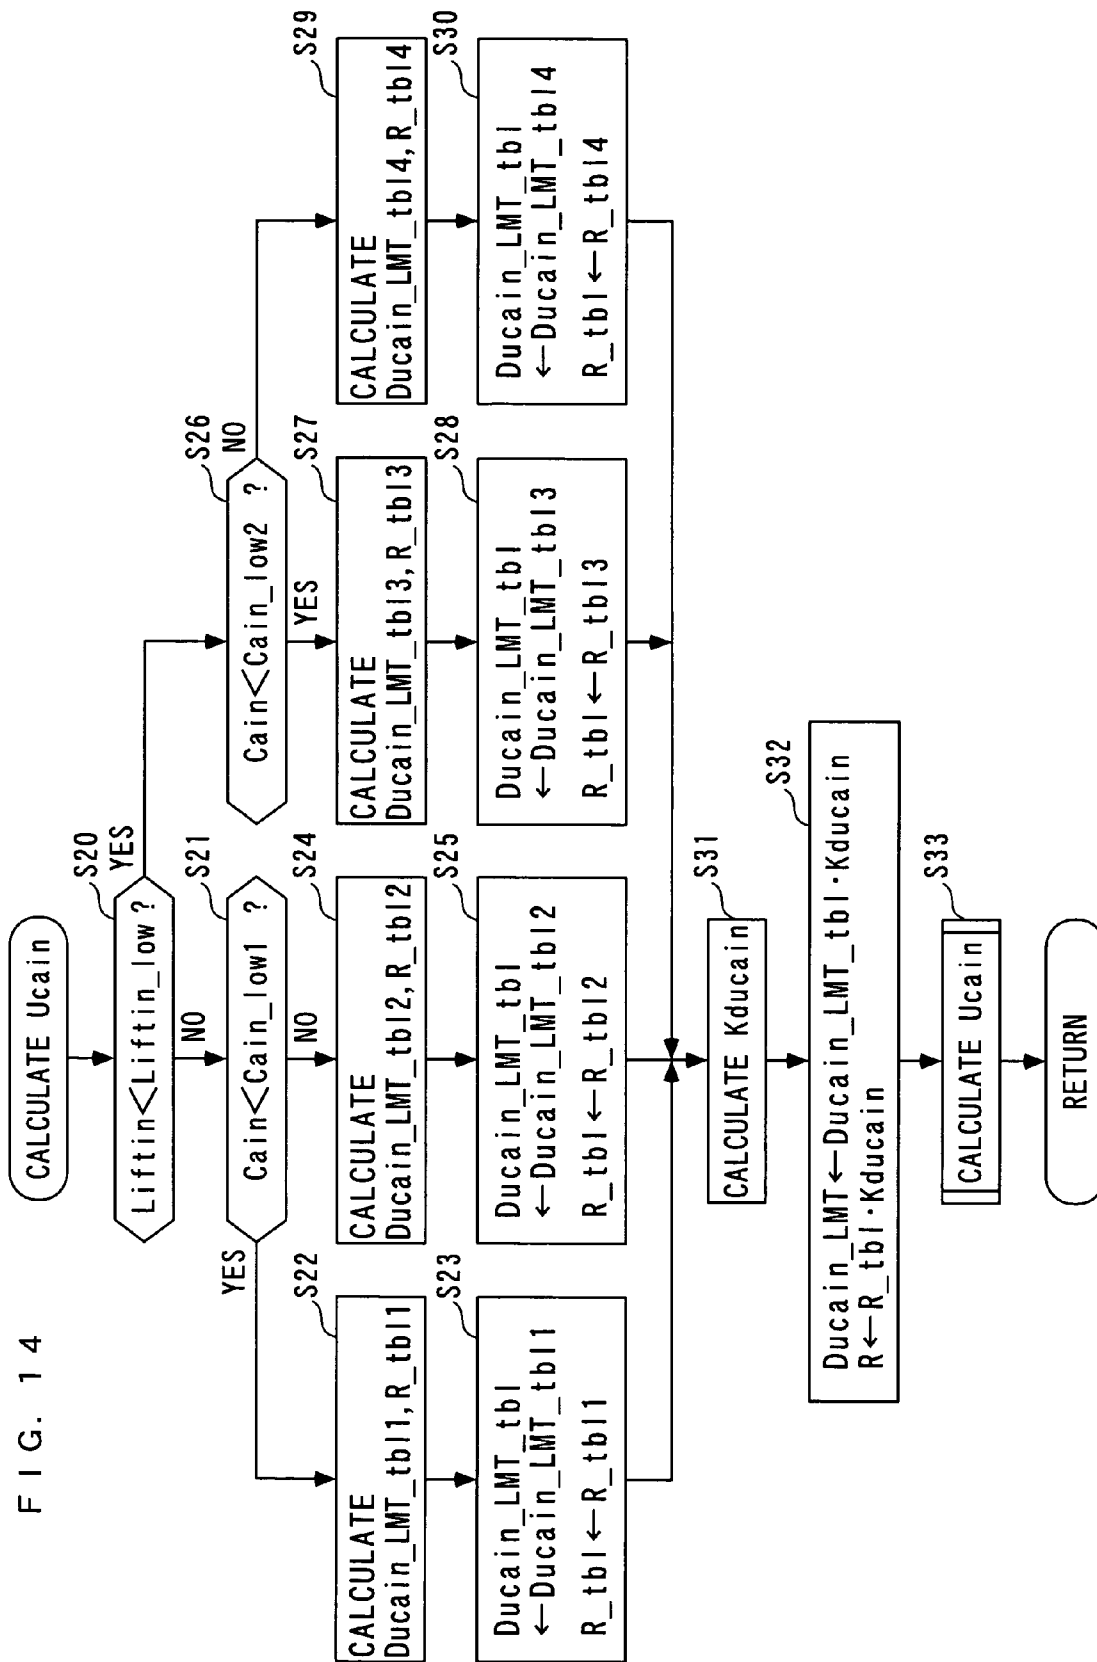 FIG. 14
CALCULATE Ucain
S20
Liftin<Liftin_low?
YES
NO
S21
Cain<Cain_low1 ?
YES
NO
S26
Cain<Cain_low2 ?
NO
YES
S22
CALCULATE
Ducain_LMT_tbl1,R_tbl1
S24
CALCULATE
Ducain_LMT_tbl2,R_tbl2
S27
CALCULATE
Ducain_LMT_tbl3,R_tbl3
S29
CALCULATE
Ducain_LMT_tbl4,R_tbl4
S23
Ducain_LMT_tbl
←Ducain_LMT_tbl1
R_tbl←R_tbl1
S25
Ducain_LMT_tbl
←Ducain_LMT_tbl2
R_tbl←R_tbl2
S28
Ducain_LMT_tbl
←Ducain_LMT_tbl3
R_tbl←R_tbl3
S30
Ducain_LMT_tbl
←Ducain_LMT_tbl4
R_tbl←R_tbl4
S31
CALCULATE Kducain
S32
Ducain_LMT←Ducain_LMT_tbl·Kducain
R←R_tbl·Kducain
S33
CALCULATE Ucain
RETURN